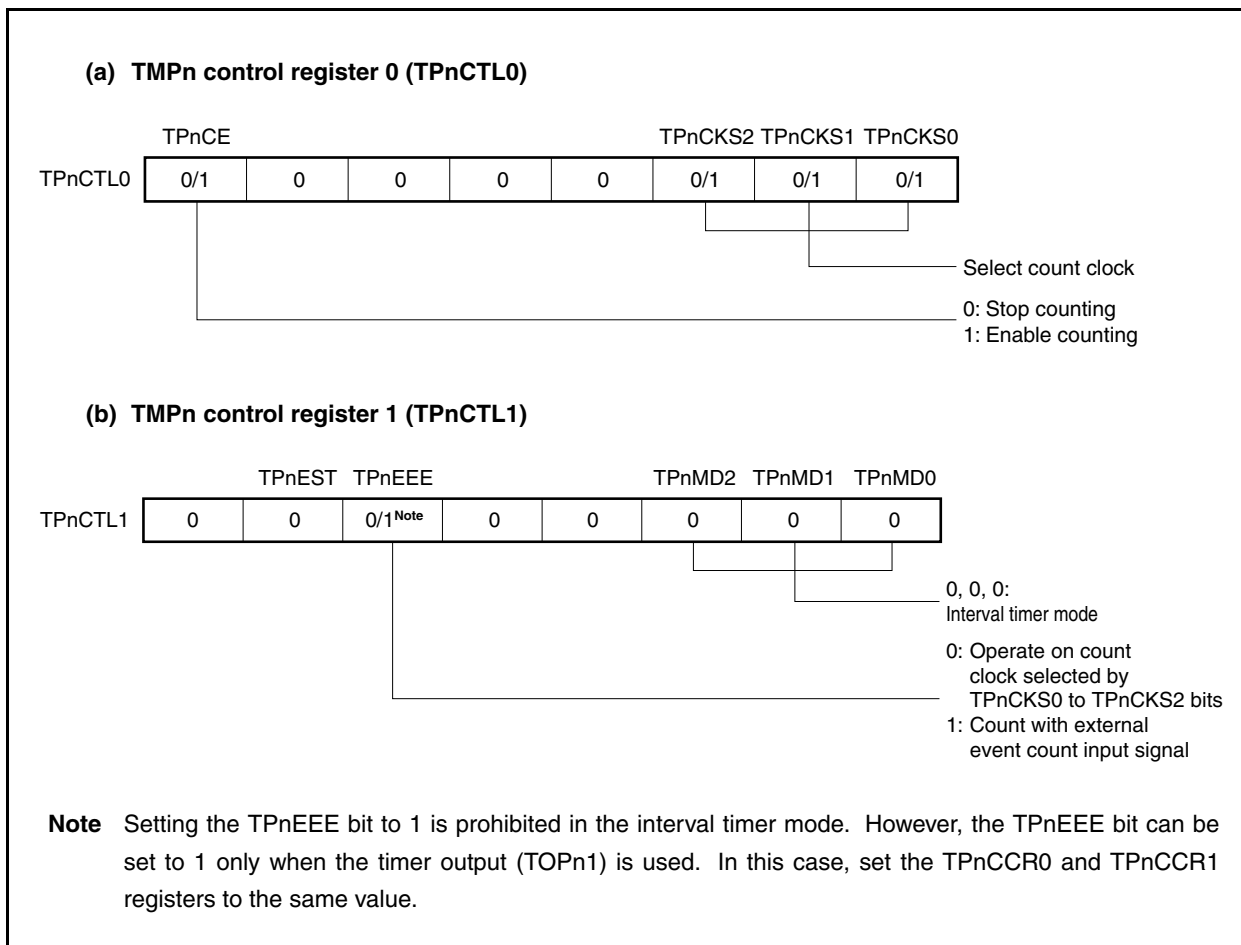 (a) TMPn control register 0 (TPnCTL0)
TPnCE TPnCKS2 TPnCKS1 TPnCKS0
TPnCTL0 0/1 0 0 0 0 0/1 0/1 0/1
Select count clock
0: Stop counting
1: Enable counting
(b) TMPn control register 1 (TPnCTL1)
TPnEST TPnEEE TPnMD2 TPnMD1 TPnMD0
TPnCTL1 0 0 0/1Note 0 0 0 0 0
0, 0, 0:
Interval timer mode
0: Operate on count
clock selected by
TPnCKS0 to TPnCKS2 bits
1: Count with external
event count input signal
Note Setting the TPnEEE bit to 1 is prohibited in the interval timer mode. However, the TPnEEE bit can be
set to 1 only when the timer output (TOPn1) is used. In this case, set the TPnCCR0 and TPnCCR1
registers to the same value.